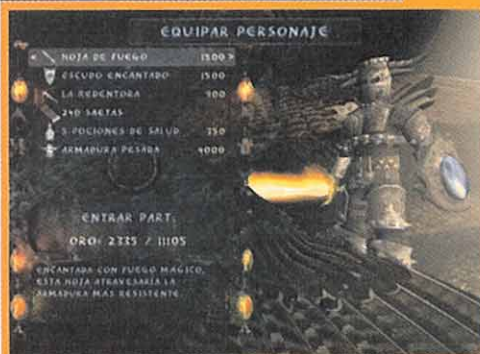 EQUIPAR PERSONAJE
< HOJA DE FUEGO 1500 >
ESCUDO ENCANTADO 1500
LA REDENTORA 900
240 SAETAS
5 POCIONES DE SALUD 750
ARMADURA PESADA 4000
ENTRAR PART.
ORO: 2335 / 11105
ENCANTADA CON FUEGO MÁGICO,
ESTA HOJA ATRAVESARÍA LA
ARMADURA MÁS RESISTENTE.